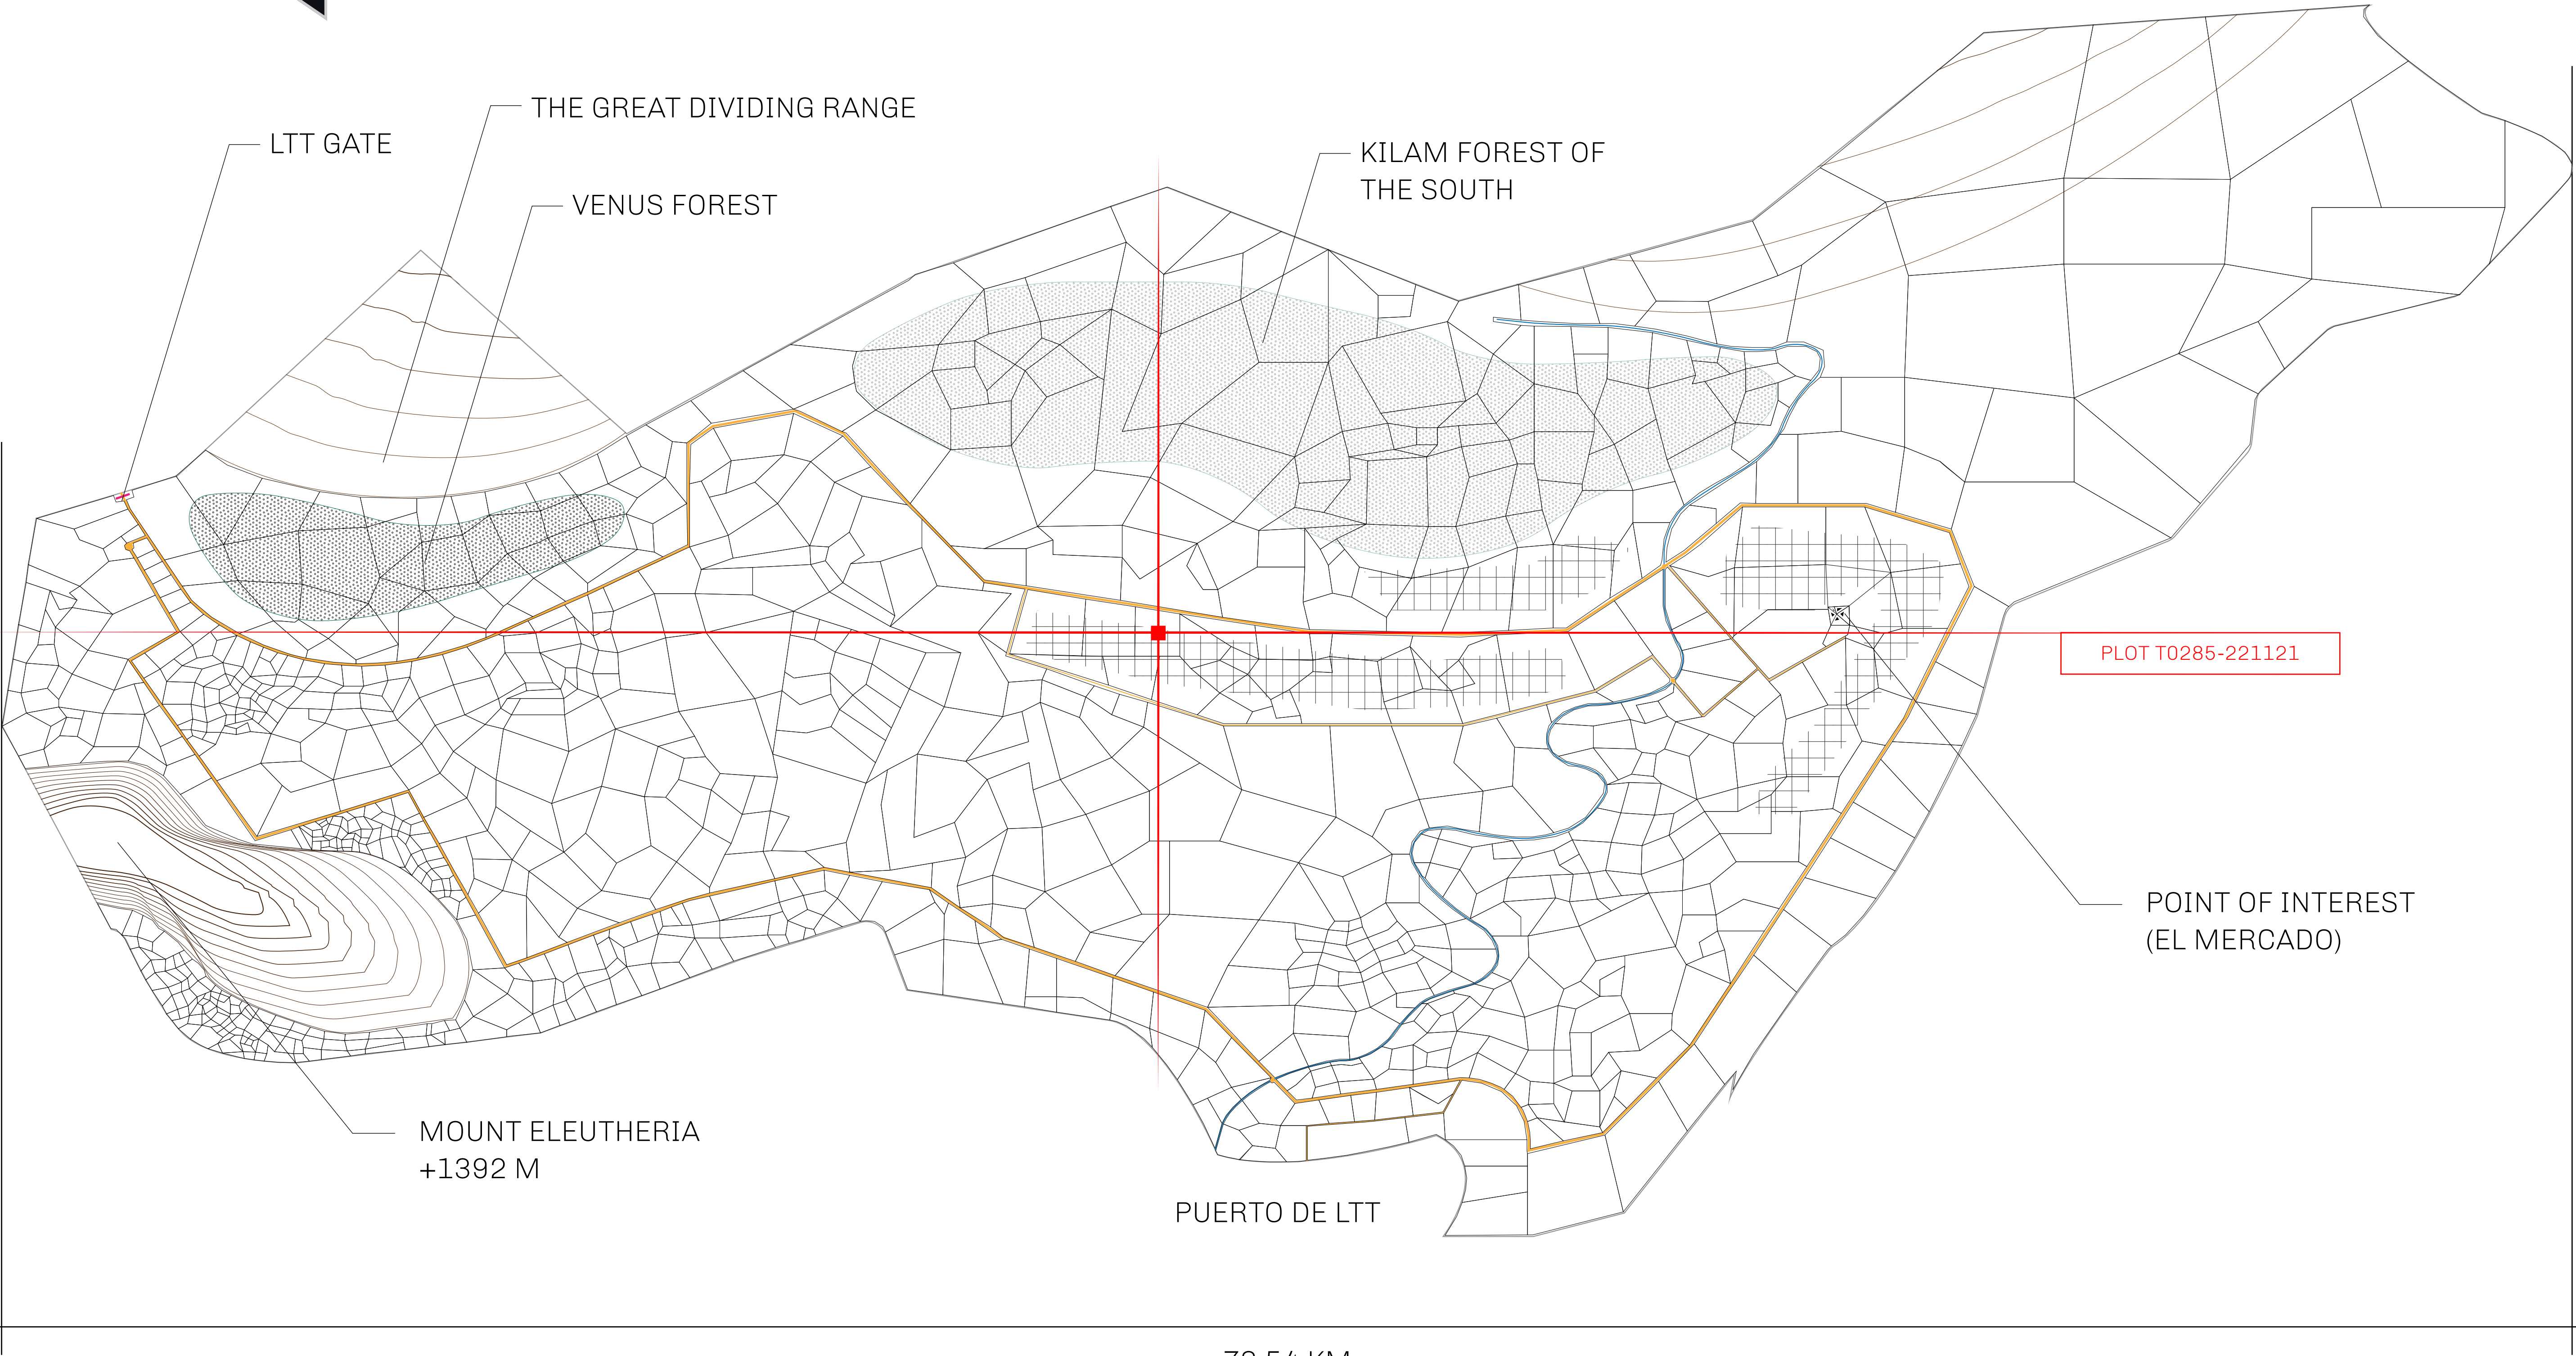 THE GREAT DIVIDING RANGE
LTT GATE
KILAM FOREST OF
THE SOUTH
VENUS FOREST
PLOT T0285-221121
POINT OF INTEREST
(EL MERCADO)
MOUNT ELEUTHERIA
+1392 M
PUERTO DE LTT
KM